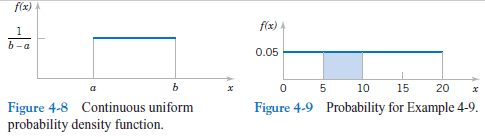 f(x)
1
b – a
a b x
Figure 4-8 Continuous uniform
probability density function.
f(x)
0.05
0 5 10 15 20 x
Figure 4-9 Probability for Example 4-9.